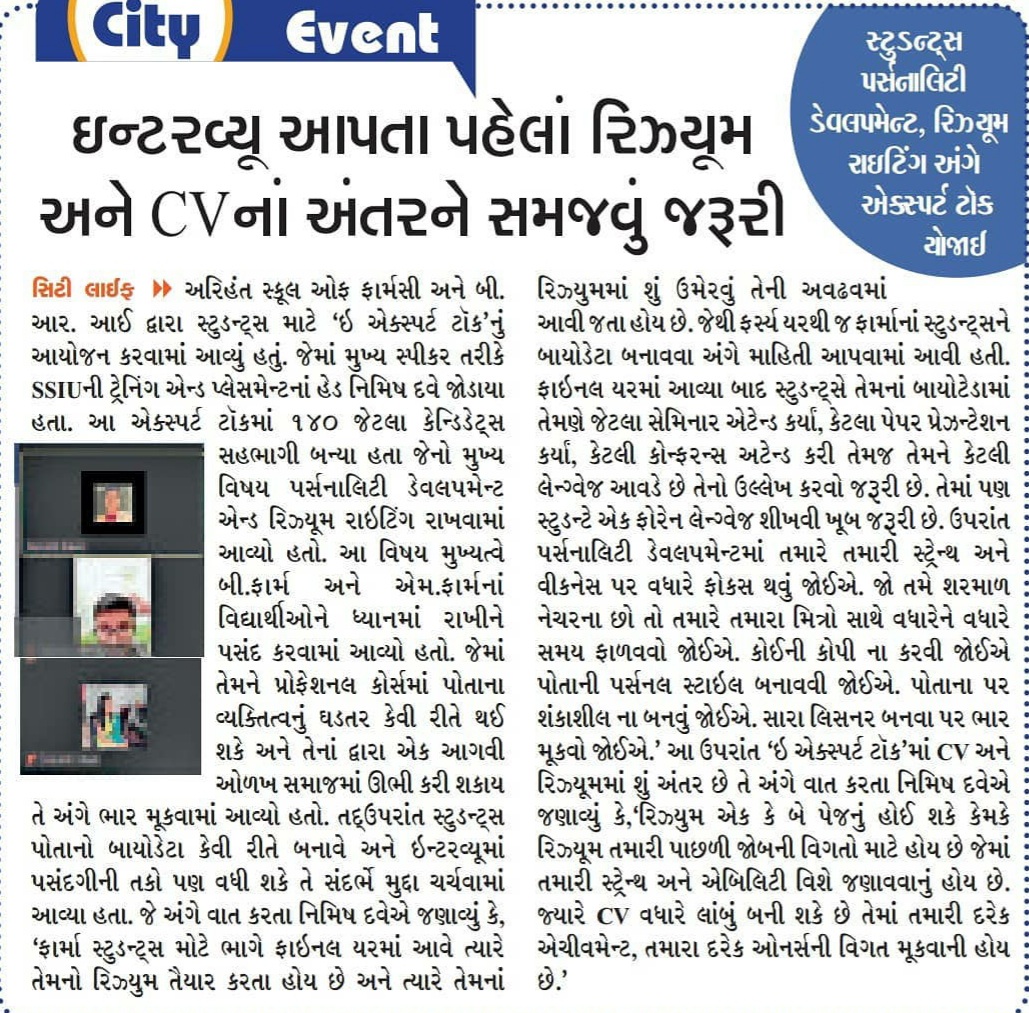 City Event
સ્ટુડન્ટ્સ
પર્સનાલિટી
ડેવલપમેન્ટ, રિઝ્યૂમ
રાઇટિંગ અંગે
એક્સ્પર્ટ ટોક
યોજાઈ
ઇન્ટરવ્યૂ આપતા પહેલાં રિઝ્યૂમ
અને CVનાં અંતરને સમજવું જરૂરી
સિટી લાઈફ અરિહંત સ્કૂલ ઓફ ફાર્મસી અને બી.
આર. આઈ દ્વારા સ્ટુડન્ટ્સ માટે ‘ઇ એક્સ્પર્ટ ટૉક’નું
આયોજન કરવામાં આવ્યું હતું. જેમાં મુખ્ય સ્પીકર તરીકે
SSIUની ટ્રેનિંગ એન્ડ પ્લેસમેન્ટનાં હેડ નિમિષ દવે જોડાયા
હતા. આ એક્સ્પર્ટ ટૉકમાં ૧૪૦ જેટલા કેન્ડિડેટ્સ
સહભાગી બન્યા હતા જેનો મુખ્ય
વિષય પર્સનાલિટી ડેવલપમેન્ટ
એન્ડ રિઝ્યૂમ રાઇટિંગ રાખવામાં
આવ્યો હતો. આ વિષય મુખ્યત્વે
બી.ફાર્મ અને એમ.ફાર્મનાં
વિદ્યાર્થીઓને ધ્યાનમાં રાખીને
પસંદ કરવામાં આવ્યો હતો. જેમાં
તેમને પ્રોફેશનલ કોર્સમાં પોતાના
વ્યક્તિત્વનું ઘડતર કેવી રીતે થઈ
શકે અને તેનાં દ્વારા એક આગવી
ઓળખ સમાજમાં ઊભી કરી શકાય
તે અંગે ભાર મૂકવામાં આવ્યો હતો. તદ્ઉપરાંત સ્ટુડન્ટ્સ
પોતાનો બાયોડેટા કેવી રીતે બનાવે અને ઇન્ટરવ્યૂમાં
પસંદગીની તકો પણ વધી શકે તે સંદર્ભે મુદ્દા ચર્ચવામાં
આવ્યા હતા. જે અંગે વાત કરતા નિમિષ દવેએ જણાવ્યું કે,
‘ફાર્મા સ્ટુડન્ટ્સ મોટે ભાગે ફાઇનલ યરમાં આવે ત્યારે
તેમનો રિઝ્યુમ તૈયાર કરતા હોય છે અને ત્યારે તેમનાં
રિઝ્યુમમાં શું ઉમેરવું તેની અવઢવમાં
આવી જતા હોય છે. જેથી ફર્સ્ટ યરથી જ ફાર્માનાં સ્ટુડન્ટ્સને
બાયોડેટા બનાવવા અંગે માહિતી આપવામાં આવી હતી.
ફાઇનલ યરમાં આવ્યા બાદ સ્ટુડન્ટ્સે તેમનાં બાયોટેડામાં
તેમણે જેટલા સેમિનાર એટેન્ડ કર્યાં, કેટલા પેપર પ્રેઝન્ટેશન
કર્યાં, કેટલી કોન્ફરન્સ અટેન્ડ કરી તેમજ તેમને કેટલી
લેન્ગ્વેજ આવડે છે તેનો ઉલ્લેખ કરવો જરૂરી છે. તેમાં પણ
સ્ટુડન્ટે એક ફોરેન લેન્ગ્વેજ શીખવી ખૂબ જરૂરી છે. ઉપરાંત
પર્સનાલિટી ડેવલપમેન્ટમાં તમારે તમારી સ્ટ્રેન્થ અને
વીકનેસ પર વધારે ફોકસ થવું જોઈએ. જો તમે શરમાળ
નેચરના છો તો તમારે તમારા મિત્રો સાથે વધારેને વધારે
સમય ફાળવવો જોઈએ. કોઈની કોપી ના કરવી જોઈએ
પોતાની પર્સનલ સ્ટાઇલ બનાવવી જોઈએ. પોતાના પર
શંકાશીલ ના બનવું જોઈએ. સારા લિસનર બનવા પર ભાર
મૂકવો જોઈએ.’ આ ઉપરાંત ‘ઇ એક્સ્પર્ટ ટૉક’માં CV અને
રિઝ્યુમમાં શું અંતર છે તે અંગે વાત કરતા નિમિષ દવેએ
જણાવ્યું કે,‘રિઝ્યુમ એક કે બે પેજનું હોઈ શકે કેમકે
રિઝ્યૂમ તમારી પાછળી જોબની વિગતો માટે હોય છે જેમાં
તમારી સ્ટ્રેન્થ અને એબિલિટી વિશે જણાવવાનું હોય છે.
જ્યારે CV વધારે લાંબું બની શકે છે તેમાં તમારી દરેક
એચીવમેન્ટ, તમારા દરેક ઓનર્સની વિગત મૂકવાની હોય
છે.’